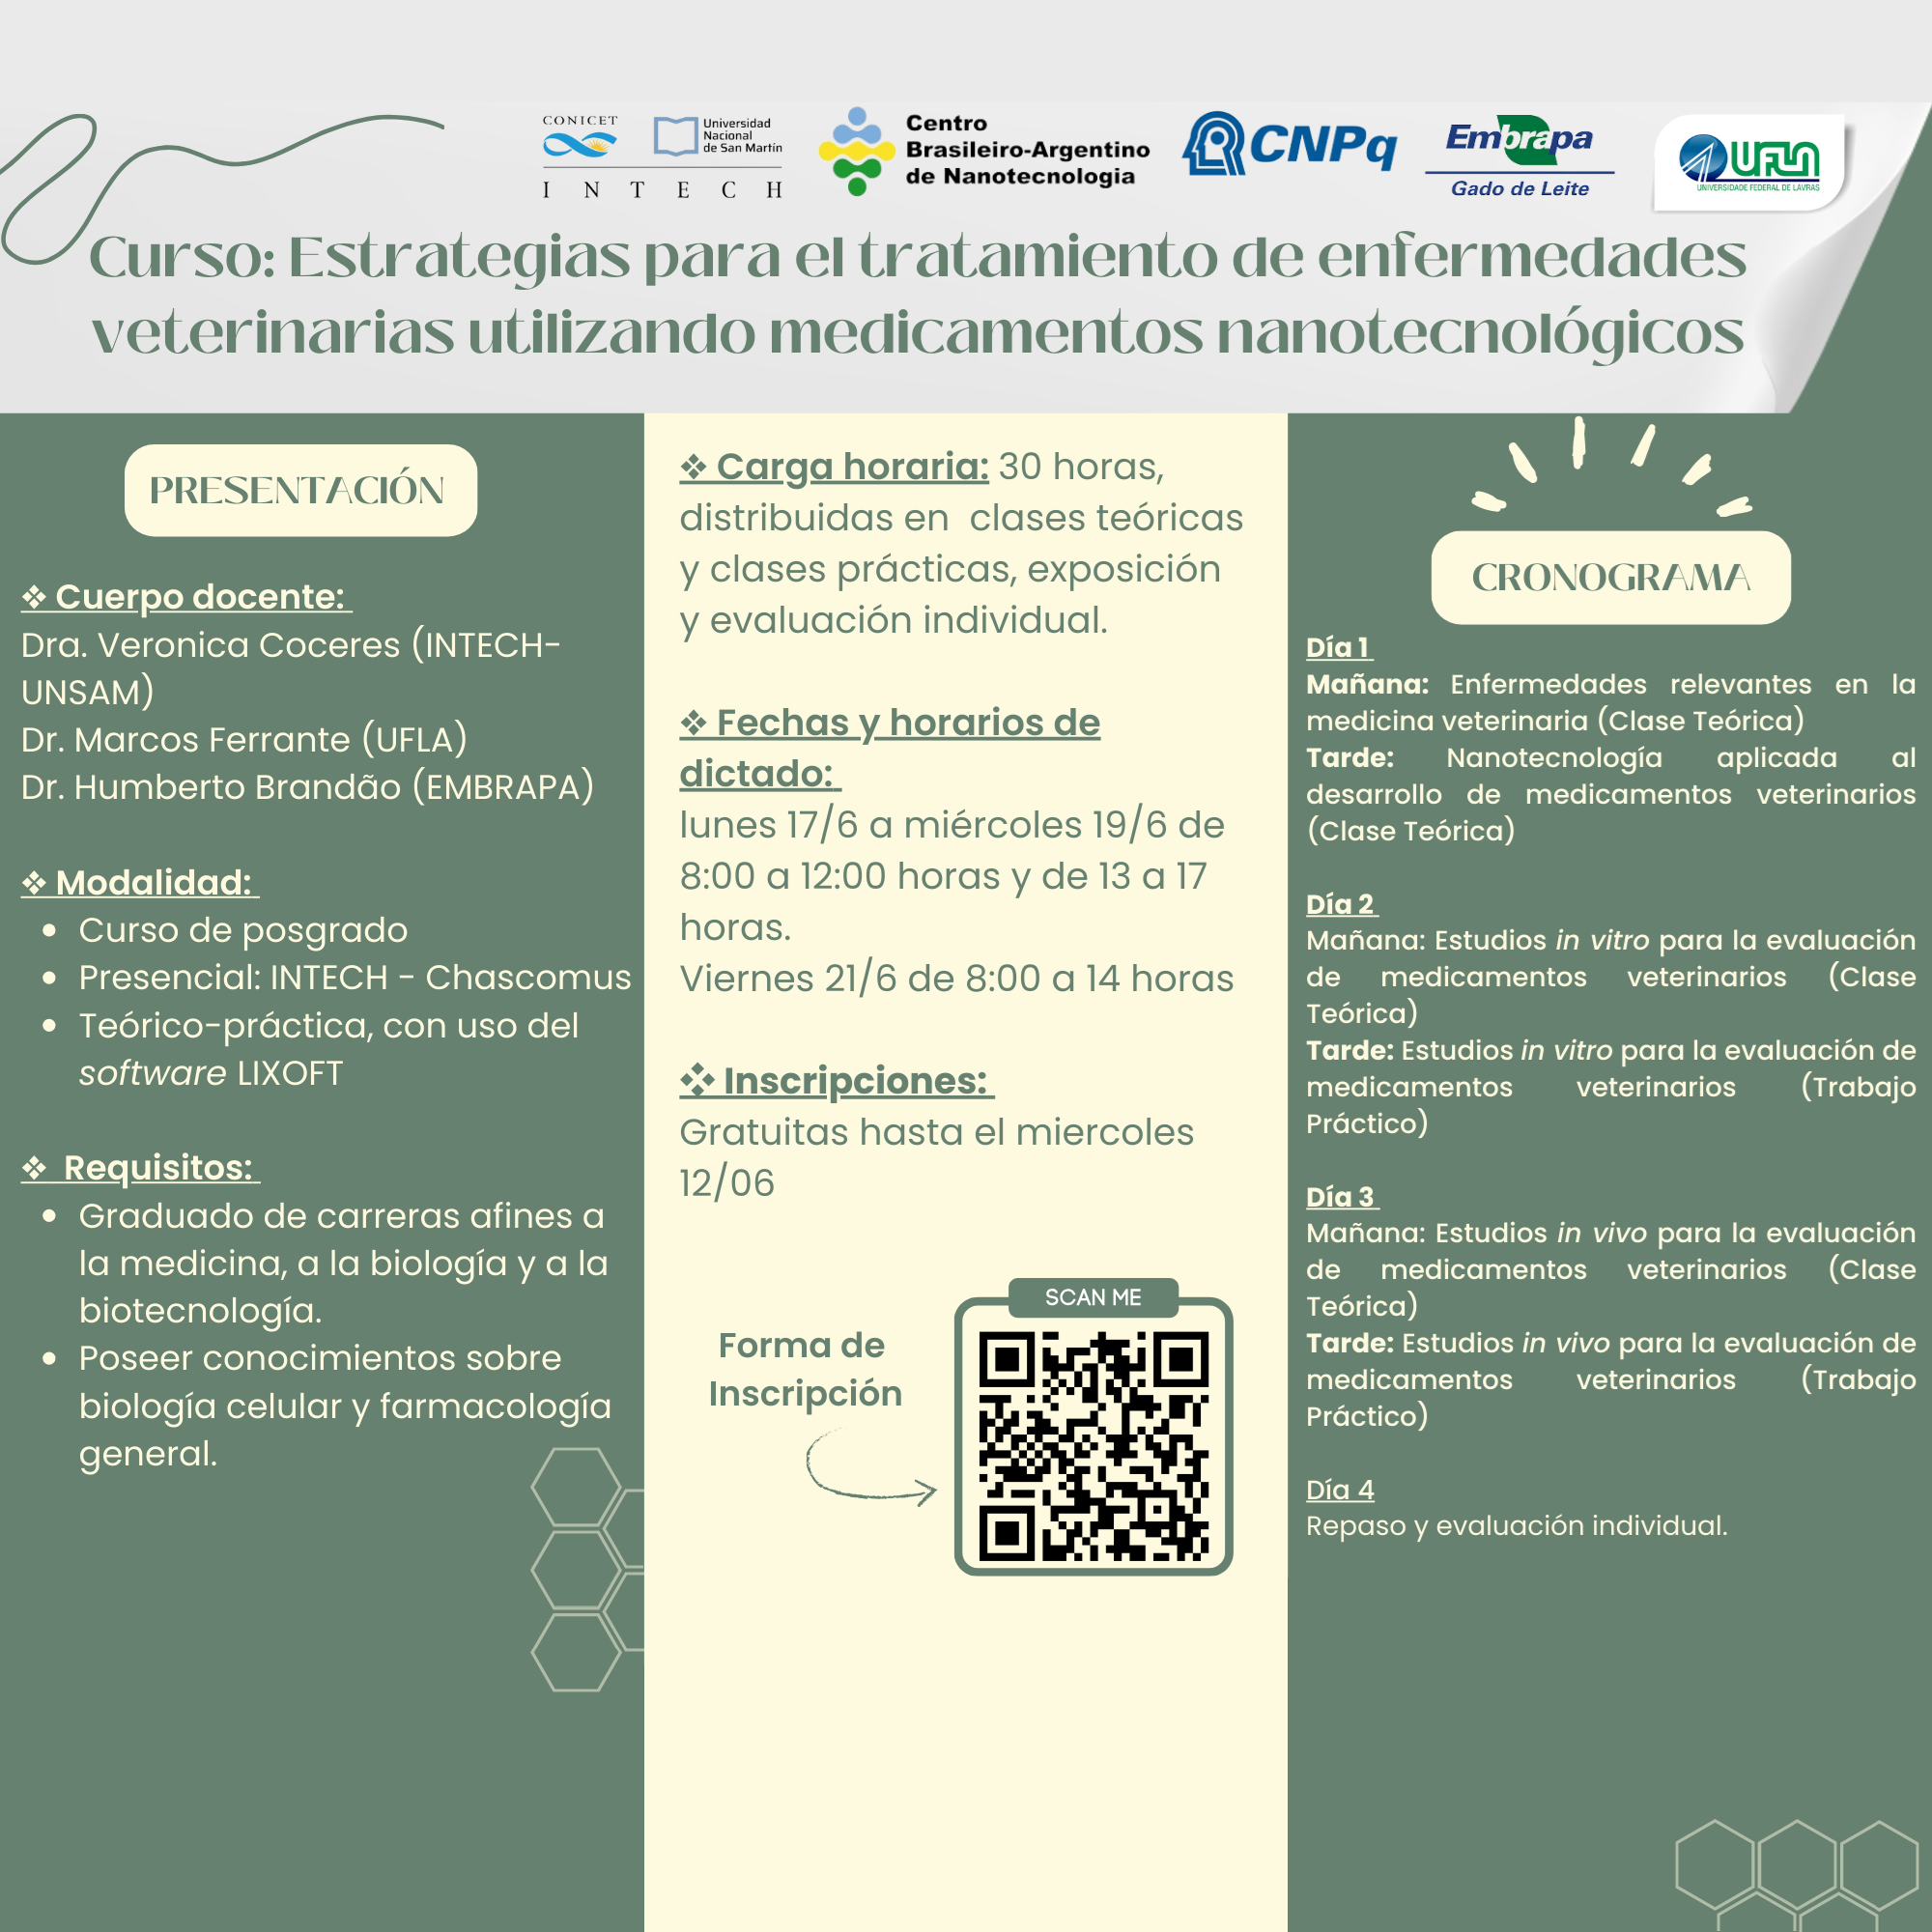 CONICET
Universidad
Nacional
de San Martín
I N T E C H
Centro
Brasileiro-Argentino
de Nanotecnologia
CNPq
Embrapa
Gado de Leite
UFLA
UNIVERSIDADE FEDERAL DE LAVRAS
Curso: Estrategias para el tratamiento de enfermedades
veterinarias utilizando medicamentos nanotecnológicos
PRESENTACIÓN
❖ Cuerpo docente:
Dra. Veronica Coceres (INTECH-
UNSAM)
Dr. Marcos Ferrante (UFLA)
Dr. Humberto Brandão (EMBRAPA)
❖ Modalidad:
• Curso de posgrado
• Presencial: INTECH - Chascomus
• Teórico-práctica, con uso del
software LIXOFT
❖ Requisitos:
• Graduado de carreras afines a
la medicina, a la biología y a la
biotecnología.
• Poseer conocimientos sobre
biología celular y farmacología
general.
❖ Carga horaria: 30 horas,
distribuidas en clases teóricas
y clases prácticas, exposición
y evaluación individual.
❖ Fechas y horarios de
dictado:
lunes 17/6 a miércoles 19/6 de
8:00 a 12:00 horas y de 13 a 17
horas.
Viernes 21/6 de 8:00 a 14 horas
❖ Inscripciones:
Gratuitas hasta el miercoles
12/06
Forma de
Inscripción
SCAN ME
CRONOGRAMA
Día 1
Mañana: Enfermedades relevantes en la
medicina veterinaria (Clase Teórica)
Tarde: Nanotecnología aplicada al
desarrollo de medicamentos veterinarios
(Clase Teórica)
Día 2
Mañana: Estudios in vitro para la evaluación
de medicamentos veterinarios (Clase
Teórica)
Tarde: Estudios in vitro para la evaluación de
medicamentos veterinarios (Trabajo
Práctico)
Día 3
Mañana: Estudios in vivo para la evaluación
de medicamentos veterinarios (Clase
Teórica)
Tarde: Estudios in vivo para la evaluación de
medicamentos veterinarios (Trabajo
Práctico)
Día 4
Repaso y evaluación individual.